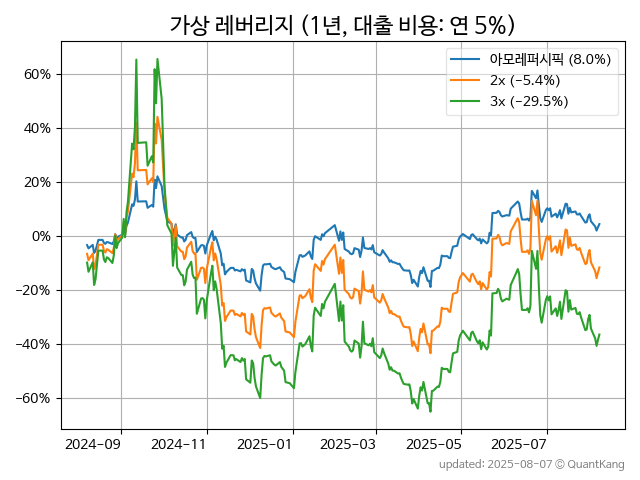 가상 레버리지 (1년, 대출 비용: 연 5%)
아모레퍼시픽 (8.0%)
2x (−5.4%)
3x (−29.5%)
60%
40%
20%
0%
−20%
−40%
−60%
2024-09
2024-11
2025-01
2025-03
2025-05
2025-07
updated: 2025-08-07 © QuantKang